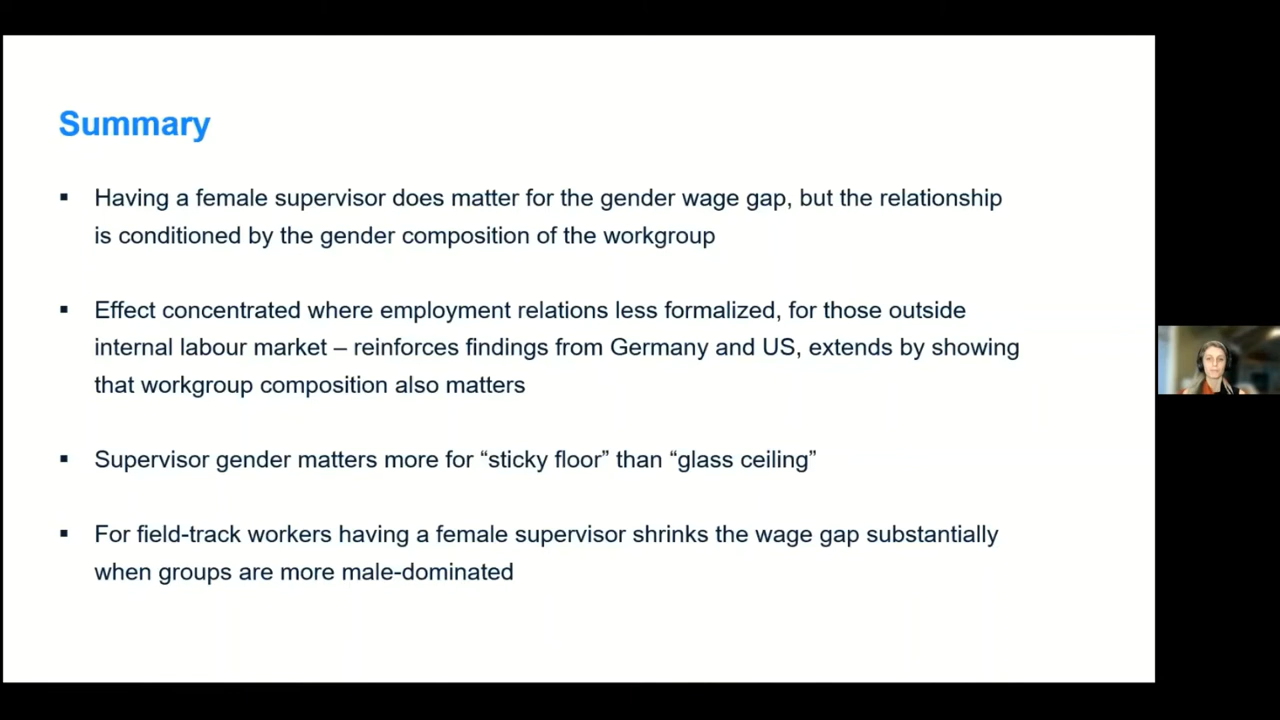 Summary
▪ Having a female supervisor does matter for the gender wage gap, but the relationship
is conditioned by the gender composition of the workgroup
▪ Effect concentrated where employment relations less formalized, for those outside
internal labour market – reinforces findings from Germany and US, extends by showing
that workgroup composition also matters
▪ Supervisor gender matters more for “sticky floor” than “glass ceiling”
▪ For field-track workers having a female supervisor shrinks the wage gap substantially
when groups are more male-dominated